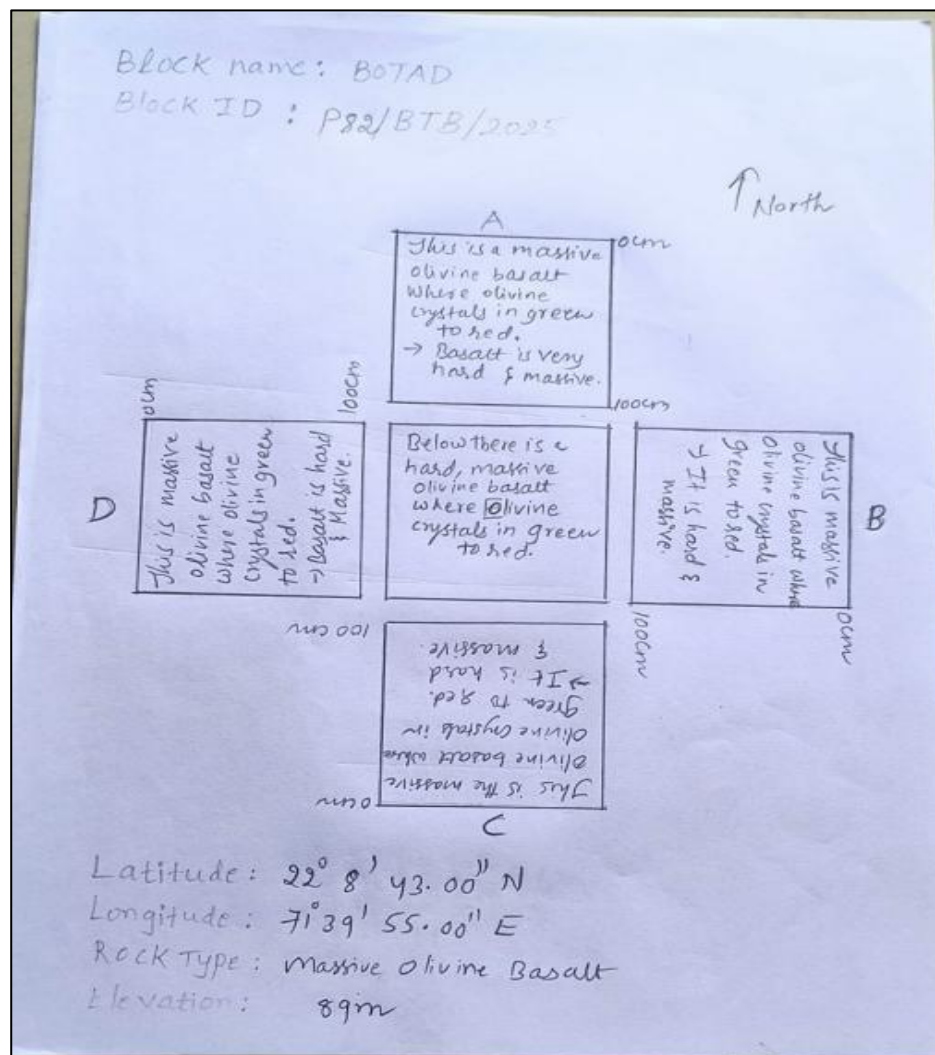 Block name: BOTAD
Block ID : P82/BTB/2025
↑ North
A
0cm
This is a massive
olivine basalt
where olivine
crystals in green
to red.
→ Basalt is very
hard & massive.
100cm
D
0cm
100cm
This is massive
olivine basalt
where olivine
crystals in green
to red.
→ Basalt is hard
& Massive.
Below there is a
hard, massive
olivine basalt
where olivine
crystals in green
to red.
B
This is massive
olivine basalt where
olivine crystals in
green to red.
→ It is hard &
massive.
100cm
0cm
100 cm
This is the massive
olivine basalt where
olivine crystals in
green to red.
→ It is hard
& massive.
0cm
C
Latitude: 22° 8' 43.00" N
Longitude: 71° 39' 55.00" E
Rock Type: Massive Olivine Basalt
Elevation: 89m